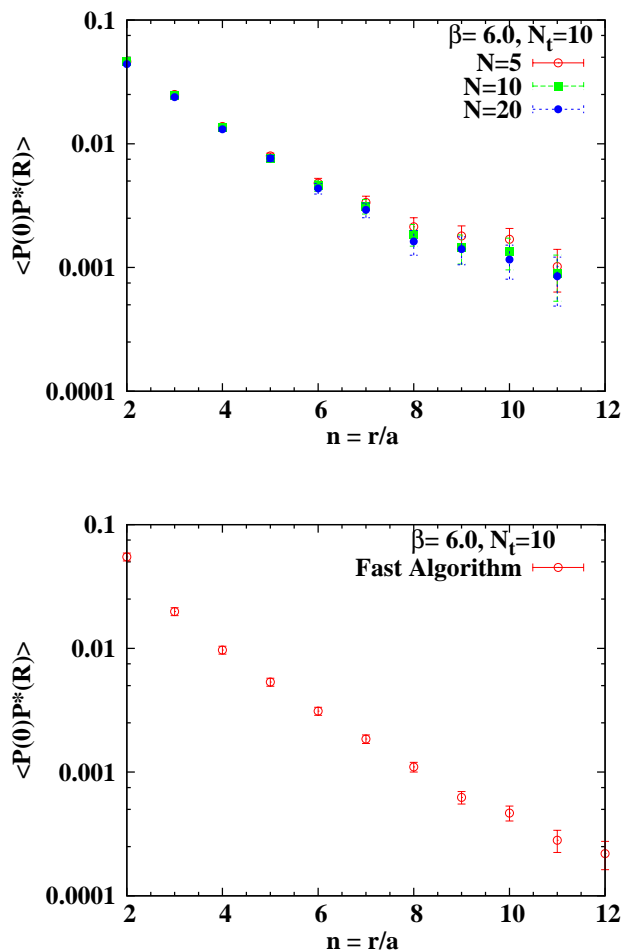 0.1
β= 6.0, Nt=10
N=5
N=10
N=20
0.01
<P(0)P*(R)>
0.001
0.0001
2 4 6 8 10 12
n = r/a
0.1
β= 6.0, Nt=10
Fast Algorithm
0.01
<P(0)P*(R)>
0.001
0.0001
2 4 6 8 10 12
n = r/a